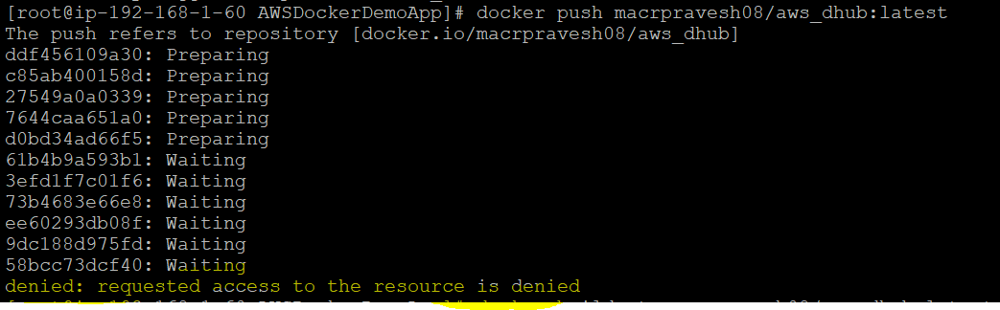 [root@ip-192-168-1-60 AWSDockerDemoApp]# docker push macrpravesh08/aws_dhub:latest
The push refers to repository [docker.io/macrpravesh08/aws_dhub]
ddf456109a30: Preparing
c85ab400158d: Preparing
27549a0a0339: Preparing
7644caa651a0: Preparing
d0bd34ad66f5: Preparing
61b4b9a593b1: Waiting
3efd1f7c01f6: Waiting
73b4683e66e8: Waiting
ee60293db08f: Waiting
9dc188d975fd: Waiting
58bcc73dcf40: Waiting
denied: requested access to the resource is denied